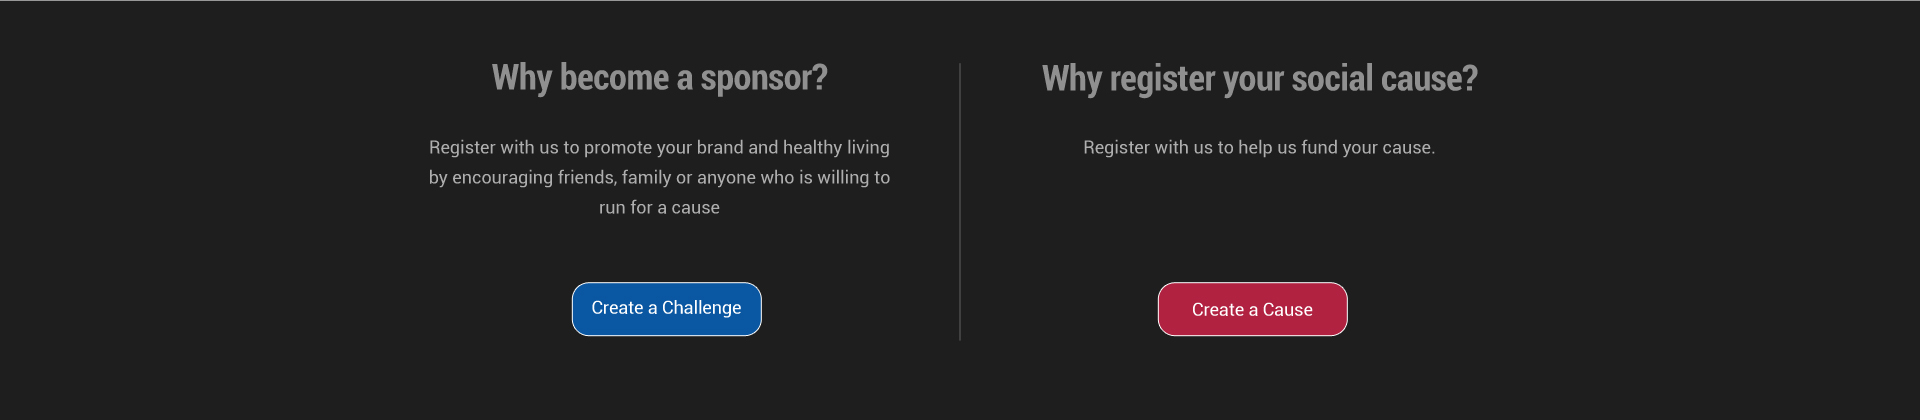 Why become a sponsor?
Register with us to promote your brand and healthy living
by encouraging friends, family or anyone who is willing to
run for a cause
Create a Challenge
Why register your social cause?
Register with us to help us fund your cause.
Create a Cause